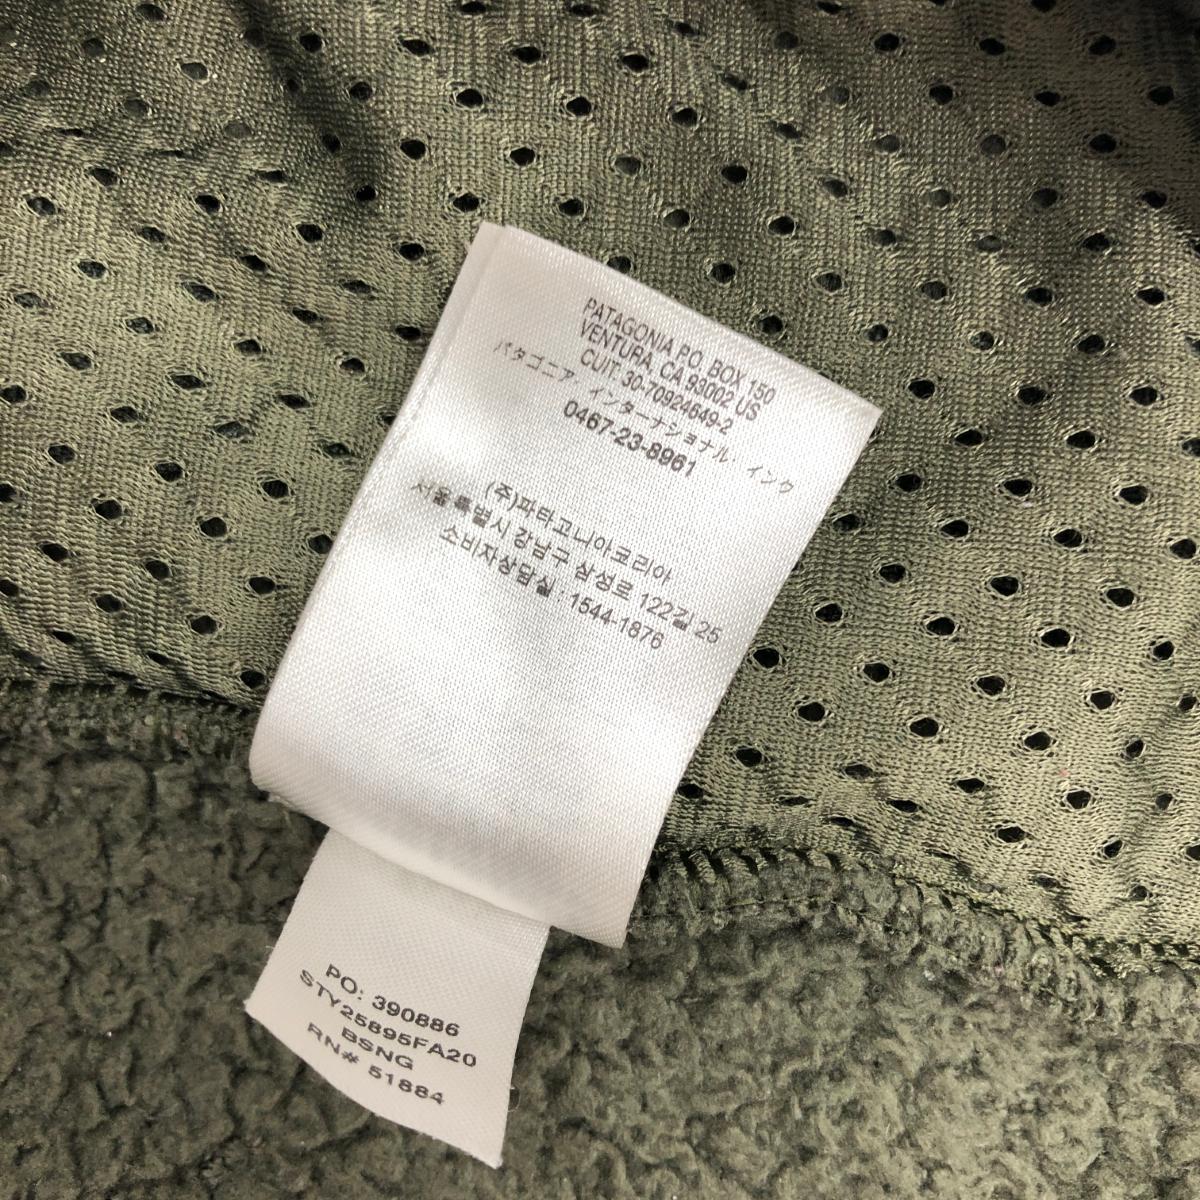 PATAGONIA P.O. BOX 150
VENTURA, CA 93002 US
CUIT. 30-70924649-2
パタゴニア・インターナショナル・インク
0467-23-8961
(주)파타고니아코리아
서울특별시 강남구 삼성로 122길 25
소비자상담실 : 1544-1876
PO: 390886
STY25895FA20
BSNG
RN# 51884